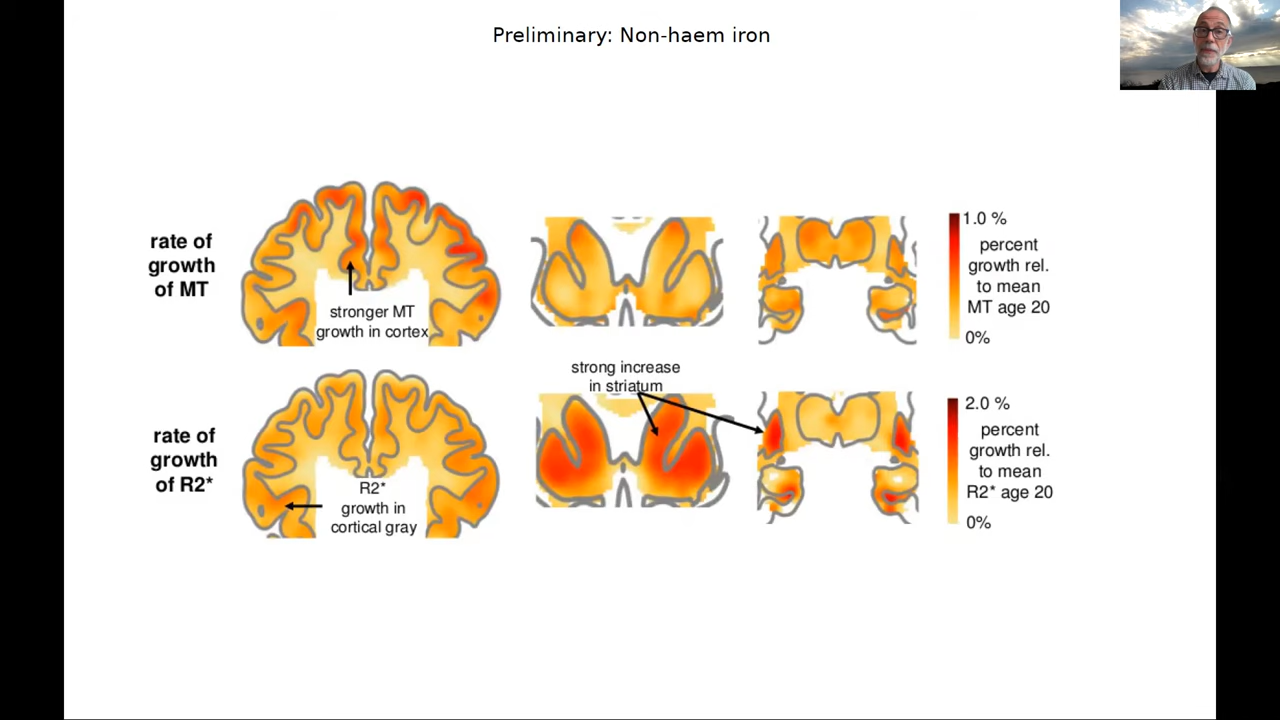 Preliminary: Non-haem iron
rate of
growth
of MT
stronger MT
growth in cortex
1.0 %
percent
growth rel.
to mean
MT age 20
0%
strong increase
in striatum
rate of
growth
of R2*
R2*
growth in
cortical gray
2.0 %
percent
growth rel.
to mean
R2* age 20
0%